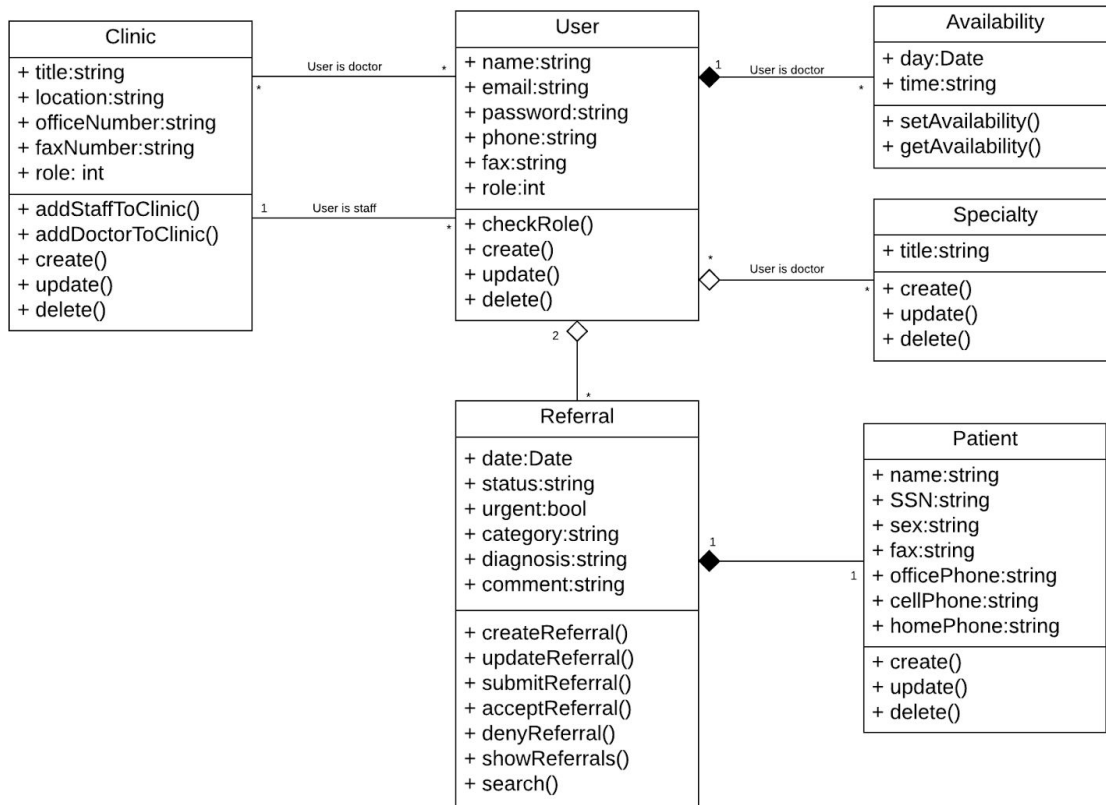 Clinic
+ title:string
+ location:string
+ officeNumber:string
+ faxNumber:string
+ role: int
+ addStaffToClinic()
+ addDoctorToClinic()
+ create()
+ update()
+ delete()
User is doctor
*
*
User is staff
1
*
User
+ name:string
+ email:string
+ password:string
+ phone:string
+ fax:string
+ role:int
+ checkRole()
+ create()
+ update()
+ delete()
1
User is doctor
*
Availability
+ day:Date
+ time:string
+ setAvailability()
+ getAvailability()
*
User is doctor
*
Specialty
+ title:string
+ create()
+ update()
+ delete()
2
*
Referral
+ date:Date
+ status:string
+ urgent:bool
+ category:string
+ diagnosis:string
+ comment:string
+ createReferral()
+ updateReferral()
+ submitReferral()
+ acceptReferral()
+ denyReferral()
+ showReferrals()
+ search()
1
1
Patient
+ name:string
+ SSN:string
+ sex:string
+ fax:string
+ officePhone:string
+ cellPhone:string
+ homePhone:string
+ create()
+ update()
+ delete()